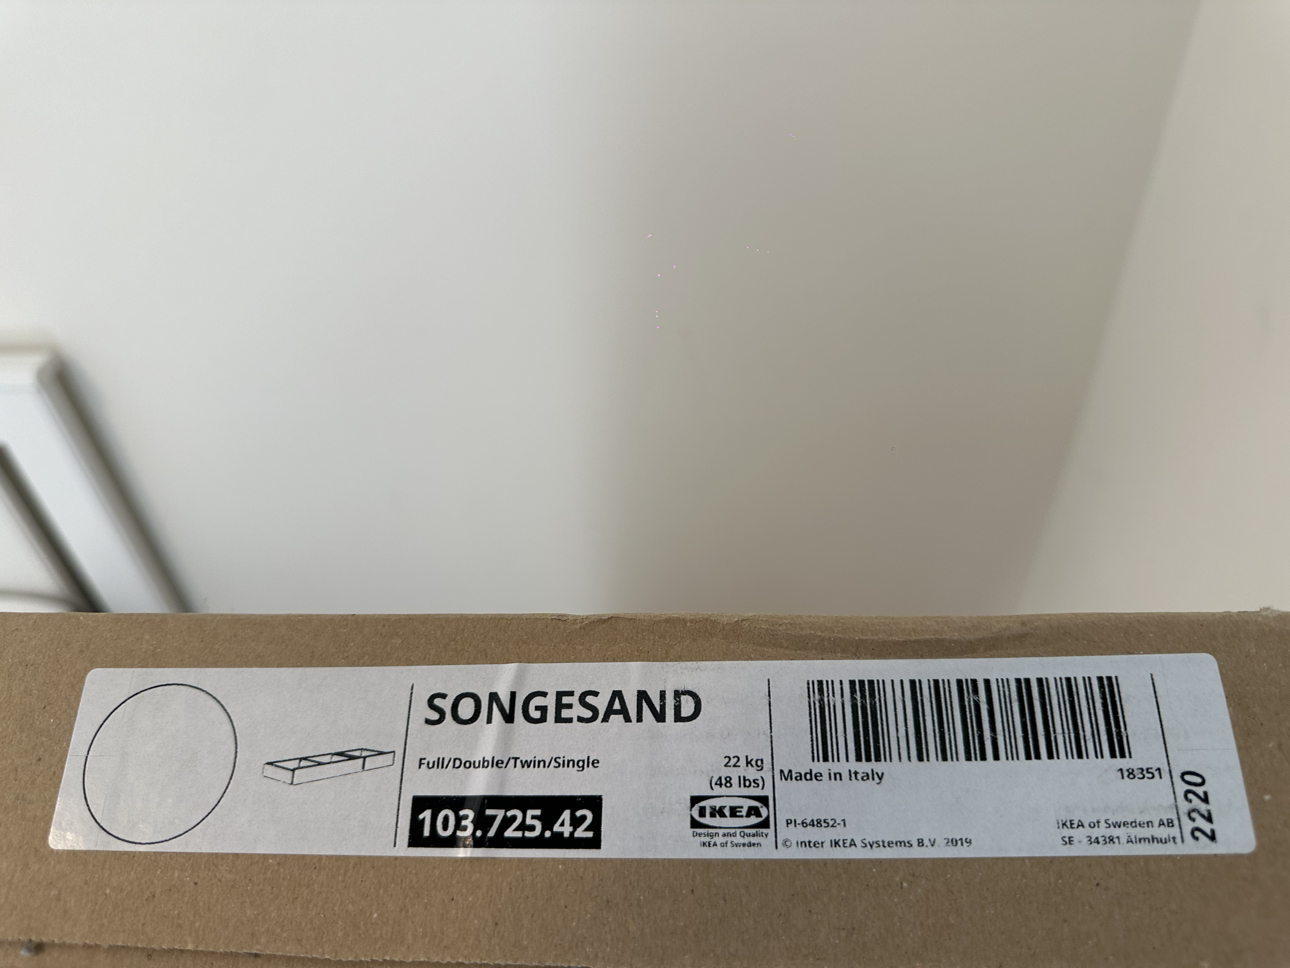 SONGESAND
Full/Double/Twin/Single
22 kg
(48 lbs)
103.725.42
IKEA
Design and Quality
IKEA of Sweden
Made in Italy
18351
PI-64852-1
© Inter IKEA Systems B.V. 2019
IKEA of Sweden AB
SE - 34381 Älmhult
2220